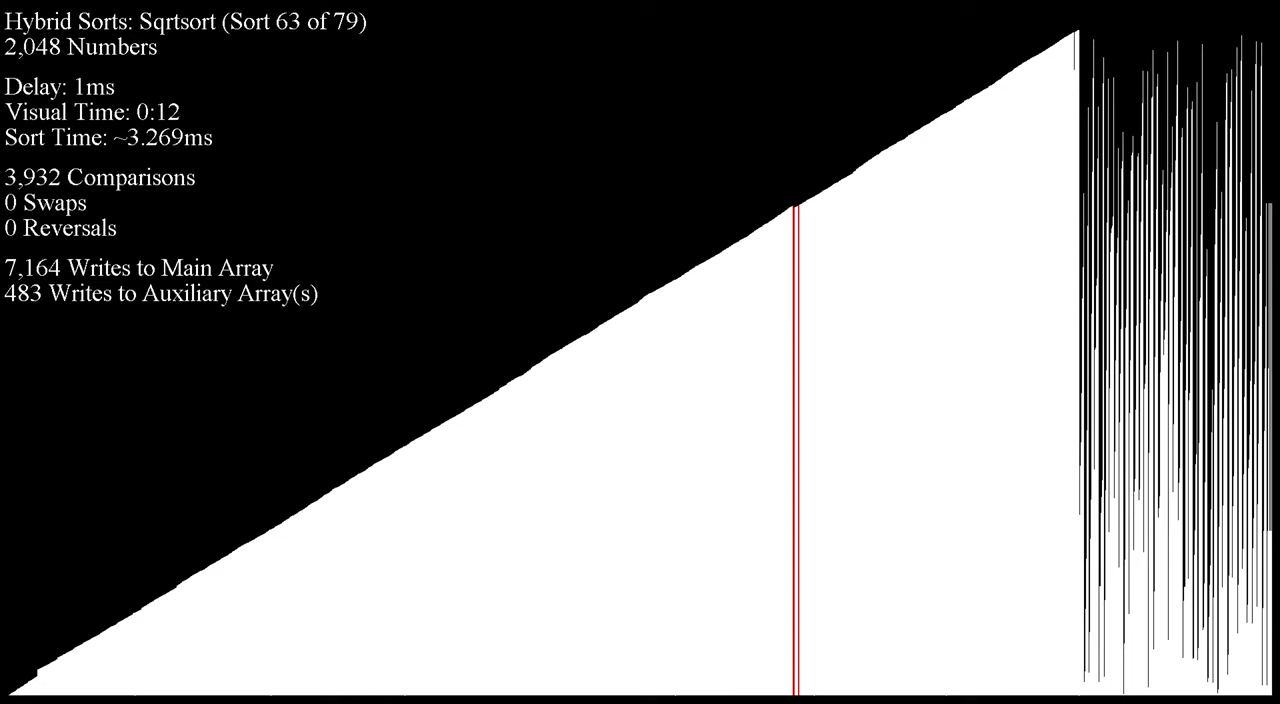 Hybrid Sorts: Sqrtsort (Sort 63 of 79)
2,048 Numbers
Delay: 1ms
Visual Time: 0:12
Sort Time: ~3.269ms
3,932 Comparisons
0 Swaps
0 Reversals
7,164 Writes to Main Array
483 Writes to Auxiliary Array(s)